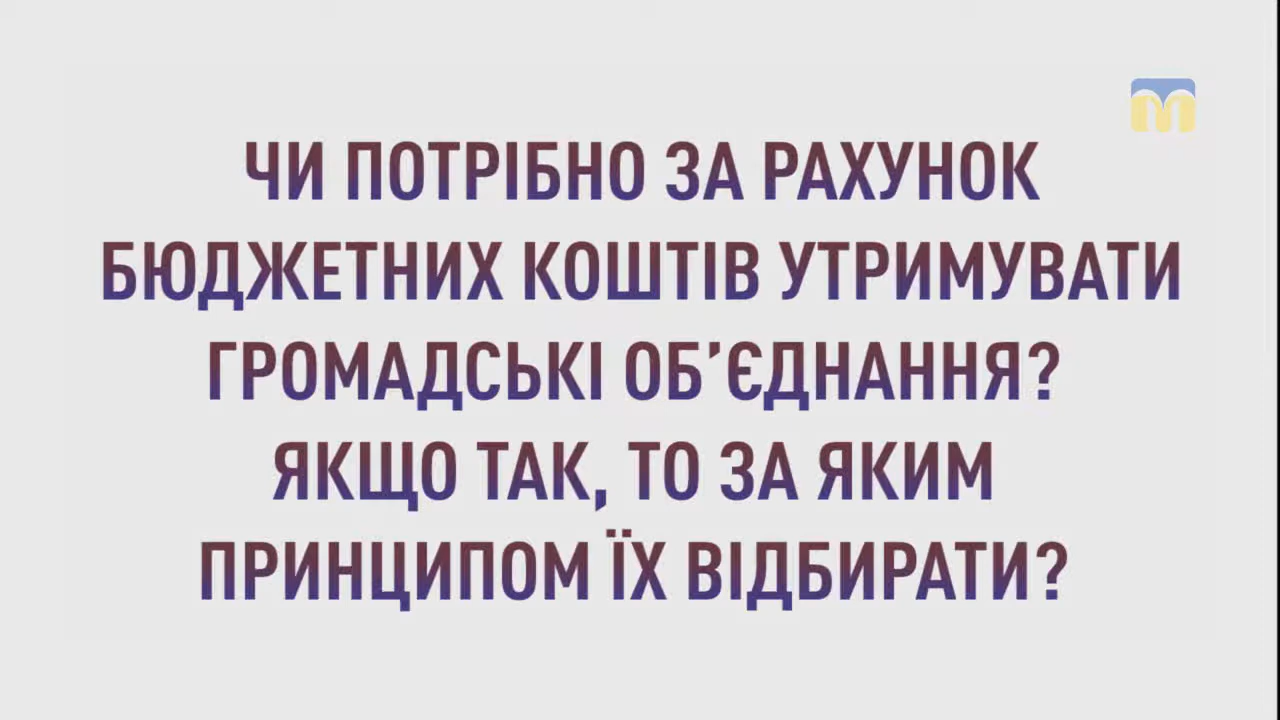 ЧИ ПОТРІБНО ЗА РАХУНОК
БЮДЖЕТНИХ КОШТІВ УТРИМУВАТИ
ГРОМАДСЬКІ ОБ’ЄДНАННЯ?
ЯКЩО ТАК, ТО ЗА ЯКИМ
ПРИНЦИПОМ ЇХ ВІДБИРАТИ?